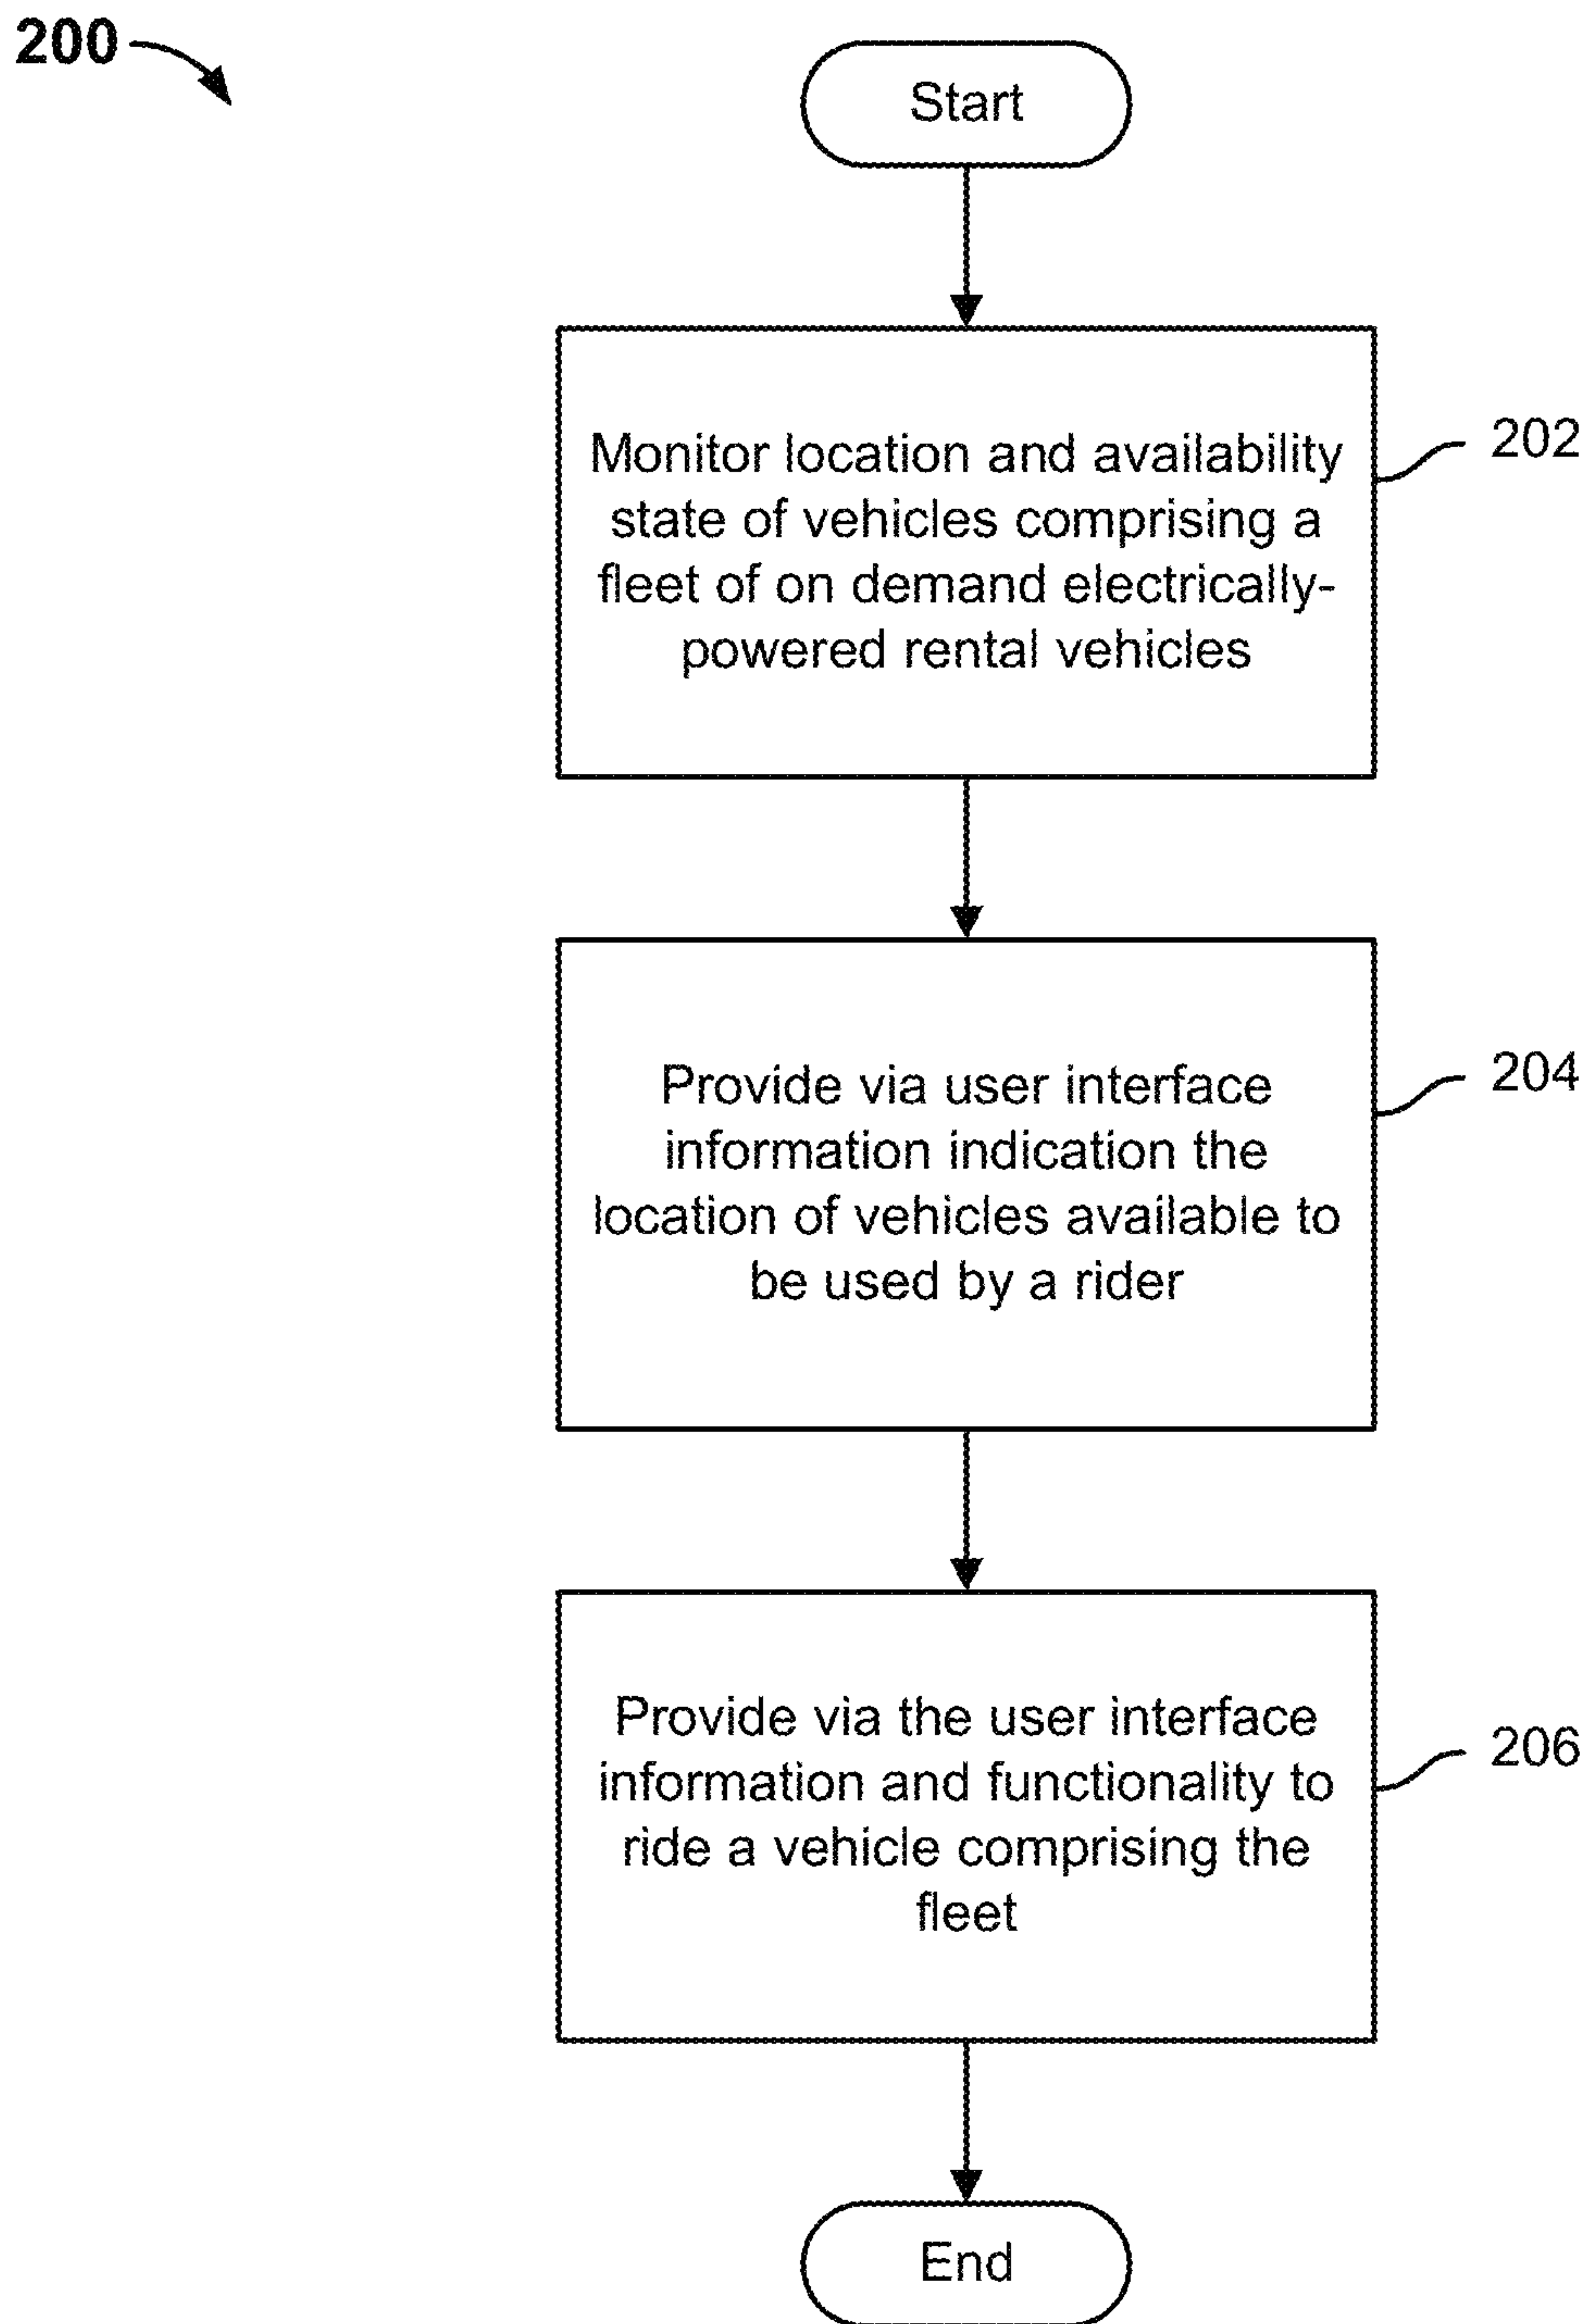 200
Start
Monitor location and availability
state of vehicles comprising a
fleet of on demand electrically-
powered rental vehicles
202
Provide via user interface
information indication the
location of vehicles available to
be used by a rider
204
Provide via the user interface
information and functionality to
ride a vehicle comprising the
fleet
206
End